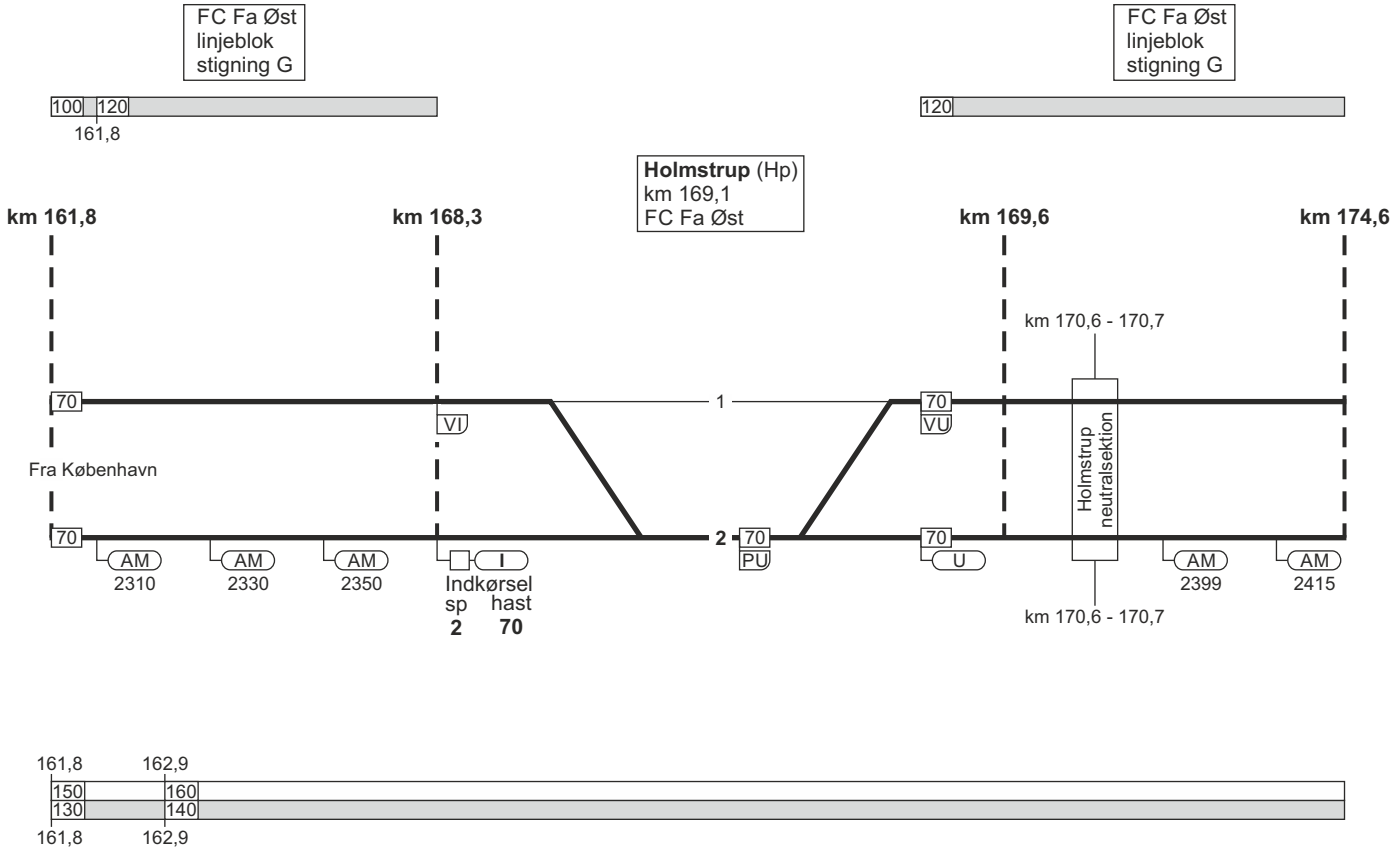 FC Fa Øst
linjeblok
stigning G
FC Fa Øst
linjeblok
stigning G
100 120
120
161,8
Holmstrup (Hp)
km 169,1
FC Fa Øst
km 161,8
km 168,3
km 169,6
km 174,6
km 170,6 - 170,7
70
1
70
VI
VU
Fra København
Holmstrup
neutralsektion
70
2
70
70
AM
AM
AM
I
PU
U
AM
AM
2310
2330
2350
Indkørsel
2399
2415
sp hast
2 70
km 170,6 - 170,7
161,8
162,9
150
160
130
140
161,8
162,9